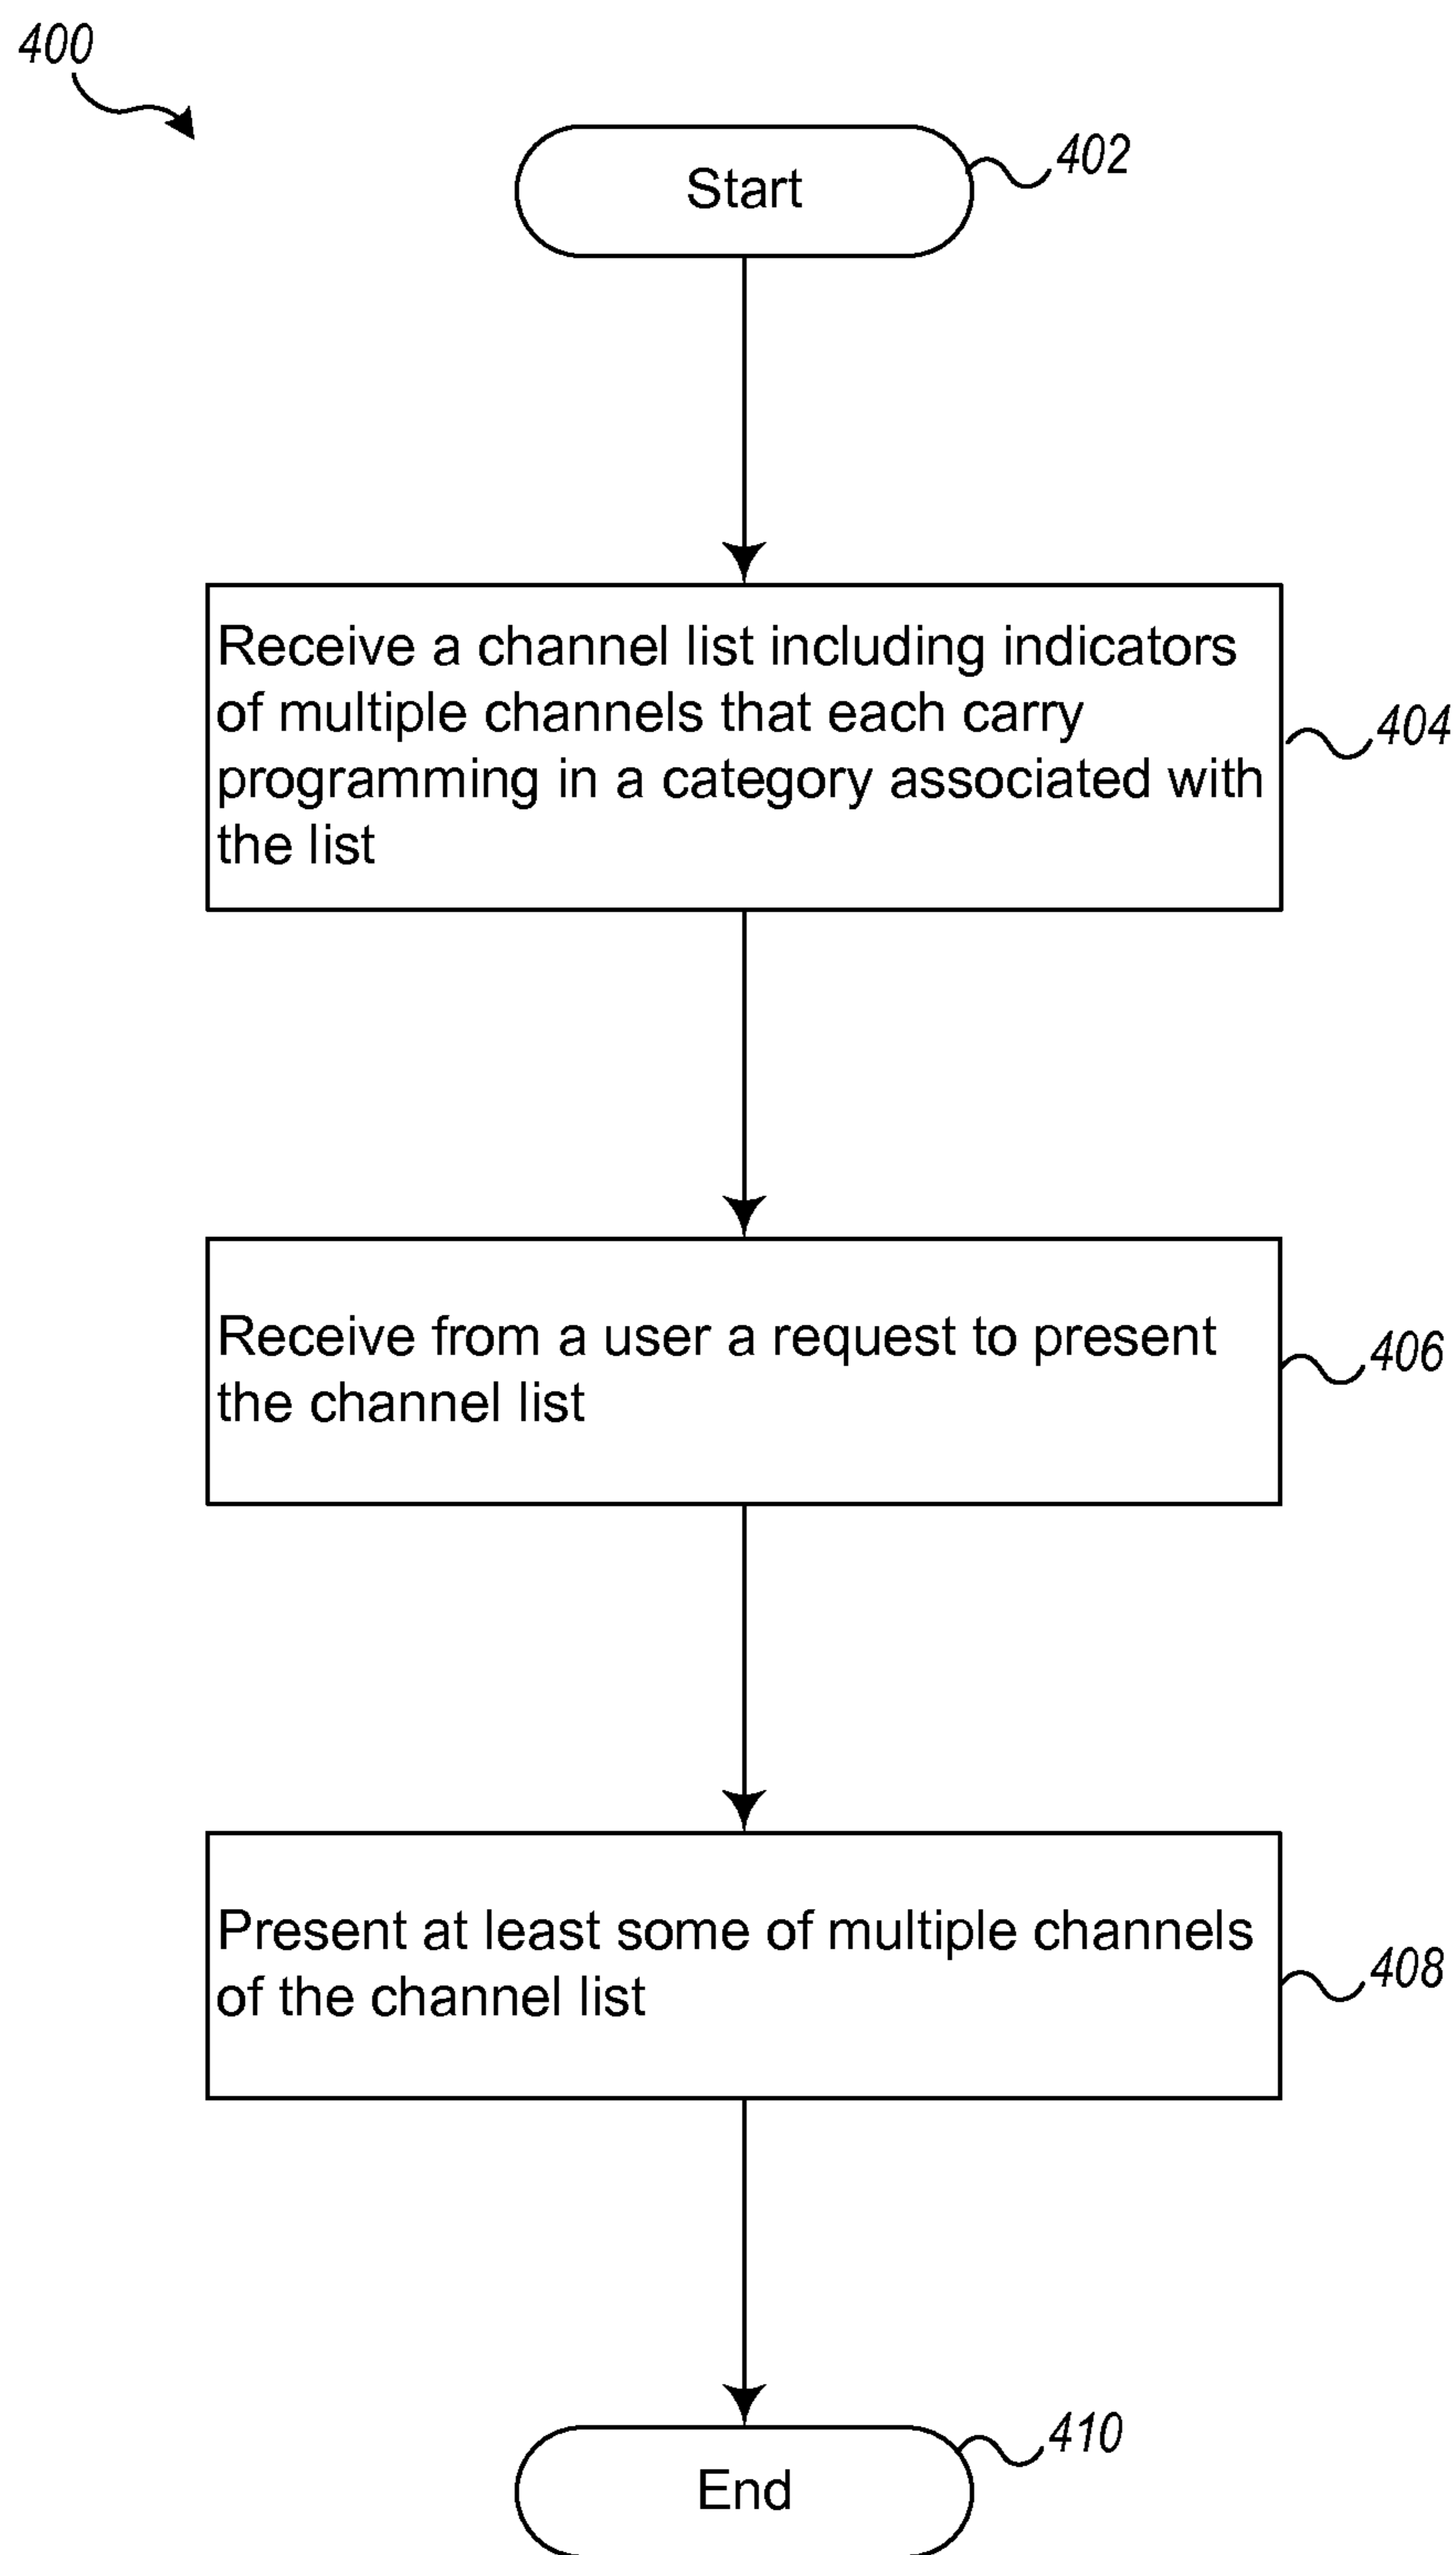 400
Start
402
Receive a channel list including indicators
of multiple channels that each carry
programming in a category associated with
the list
404
Receive from a user a request to present
the channel list
406
Present at least some of multiple channels
of the channel list
408
410
End